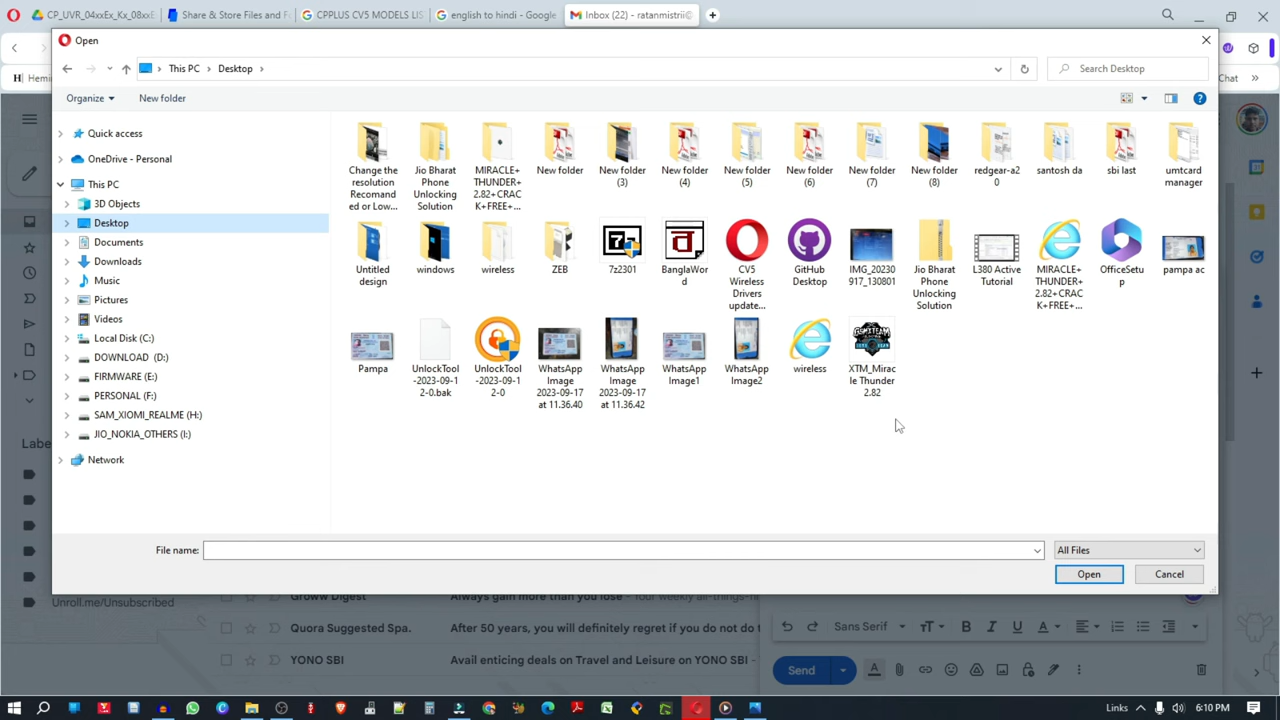 CP_UVR_04xxEx_Kx_08xxE
Share & Store Files and F
CPPLUS CV5 MODELS LIS
english to hindi - Google
Inbox (22) - ratanmistrii@
Open
This PC
Desktop
Search Desktop
Hemin
Chat
Organize
New folder
Quick access
OneDrive - Personal
This PC
3D Objects
Desktop
Documents
Downloads
Music
Pictures
Videos
Local Disk (C:)
DOWNLOAD (D:)
FIRMWARE (E:)
PERSONAL (F:)
SAM_XIOMI_REALME (H:)
JIO_NOKIA_OTHERS (I:)
Network
Change the
resolution
Recomand
ed or Low...
Jio Bharat
Phone
Unlocking
Solution
MIRACLE+
THUNDER+
2.82+CRAC
K+FREE+...
New folder
New folder
(3)
New folder
(4)
New folder
(5)
New folder
(6)
New folder
(7)
New folder
(8)
redgear-a2
0
santosh da
sbi last
umtcard
manager
Untitled
design
windows
wireless
ZEB
7z2301
BanglaWor
d
CV5
Wireless
Drivers
update...
GitHub
Desktop
IMG_20230
917_130801
Jio Bharat
Phone
Unlocking
Solution
L380 Active
Tutorial
MIRACLE+
THUNDER+
2.82+CRAC
K+FREE+...
OfficeSetu
p
pampa ac
Pampa
UnlockTool
-2023-09-1
2-0.bak
UnlockTool
-2023-09-1
2-0
WhatsApp
Image
2023-09-17
at 11.36.40
WhatsApp
Image
2023-09-17
at 11.36.42
WhatsApp
Image1
WhatsApp
Image2
wireless
XTM_Mirac
le Thunder
2.82
Labe
File name:
All Files
Open
Cancel
Unroll.me/Unsubscribed
Groww Digest
Always gain more than you lose
Quora Suggested Spa.
After 50 years, you will definitely regret if you do not do t
YONO SBI
Avail enticing deals on Travel and Leisure on YONO SBI -
Sans Serif
Send
Links
6:10 PM